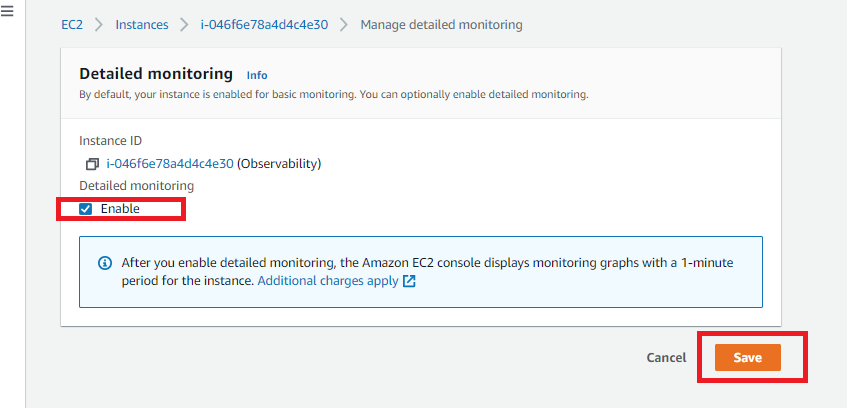 EC2 > Instances > i-046f6e78a4d4c4e30 > Manage detailed monitoring
Detailed monitoring Info
By default, your instance is enabled for basic monitoring. You can optionally enable detailed monitoring.
Instance ID
i-046f6e78a4d4c4e30 (Observability)
Detailed monitoring
Enable
After you enable detailed monitoring, the Amazon EC2 console displays monitoring graphs with a 1-minute
period for the instance. Additional charges apply
Cancel Save